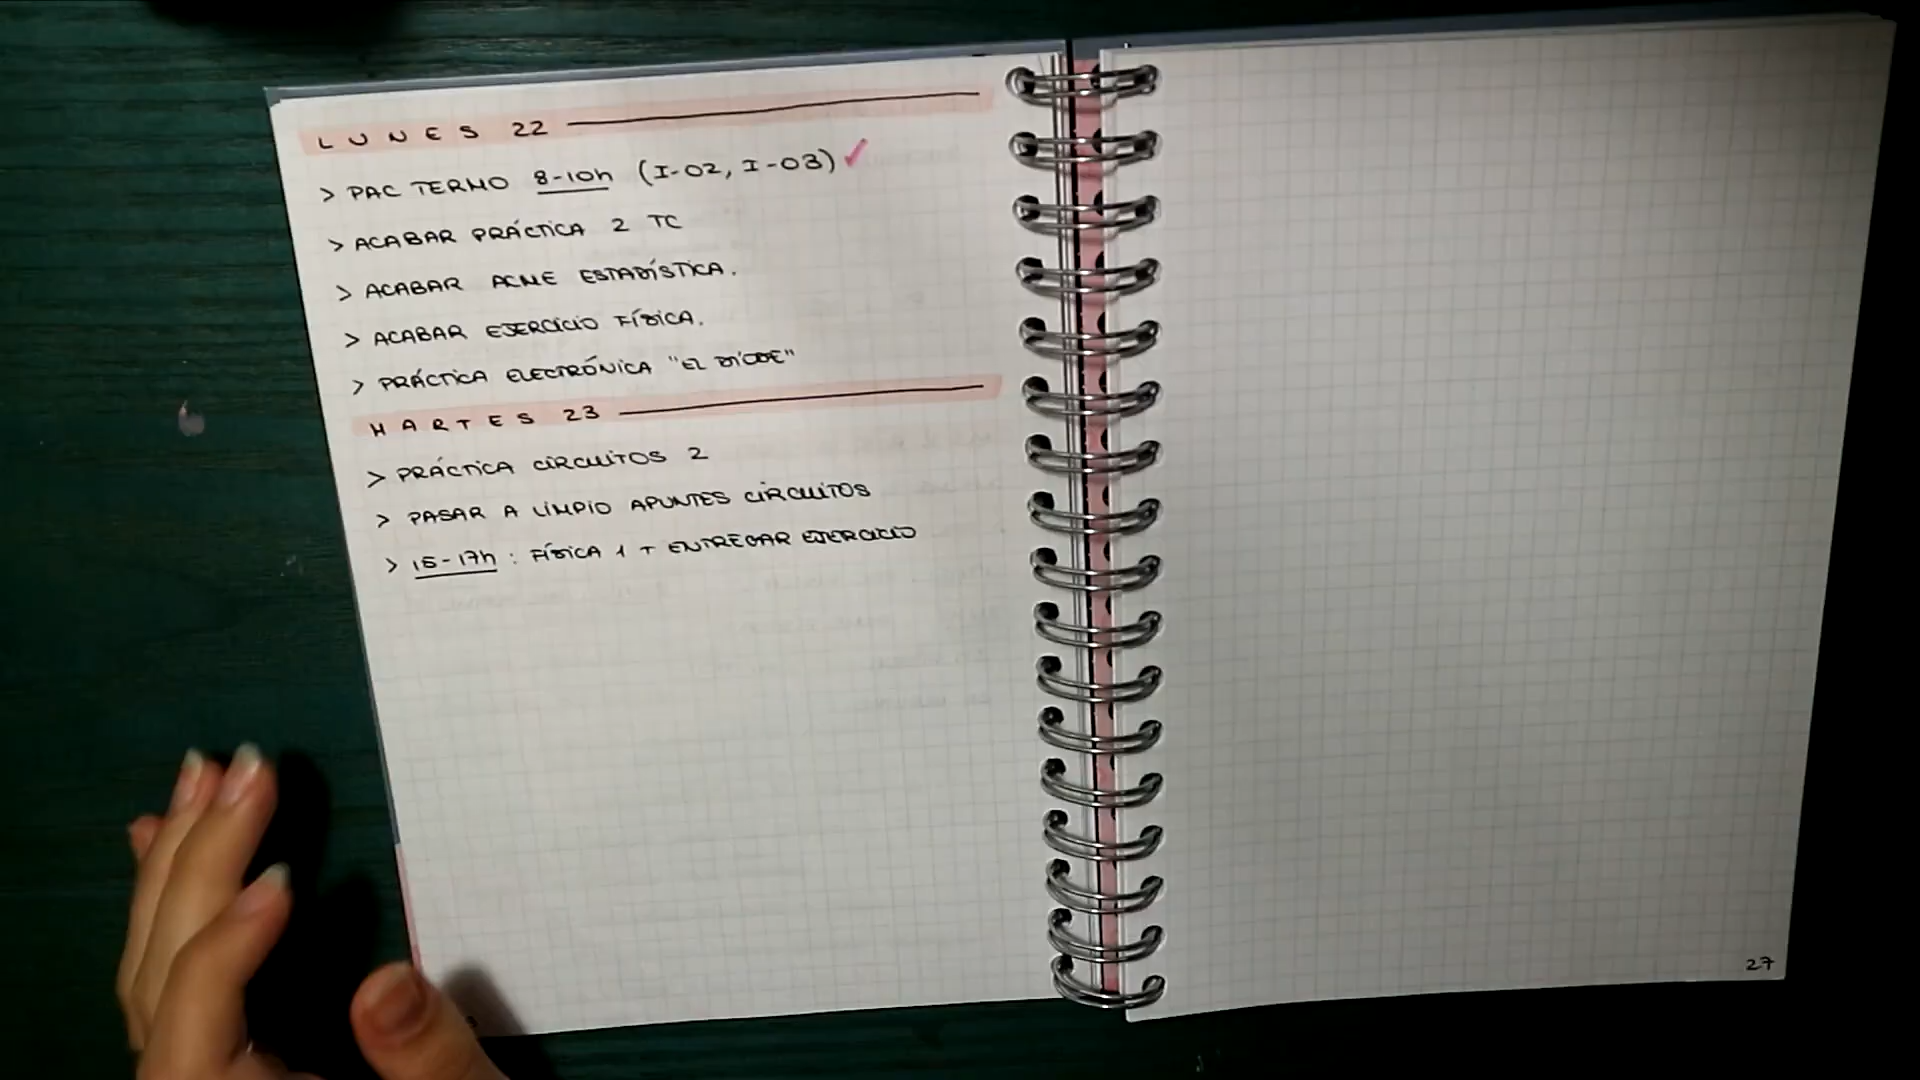 LUNES 22
> PAC TERMO 8-10h (I-02, I-03) ✓
> ACABAR PRÁCTICA 2 TC
> ACABAR ACME ESTADÍSTICA.
> ACABAR EJERCICIO FÍSICA.
> PRÁCTICA ELECTRÓNICA "EL DÍODE"
MARTES 23
> PRÁCTICA CIRCUITOS 2
> PASAR A LIMPIO APUNTES CIRCUITOS
> 15-17h : FÍSICA 1 + ENTREGAR EJERCICIO
27